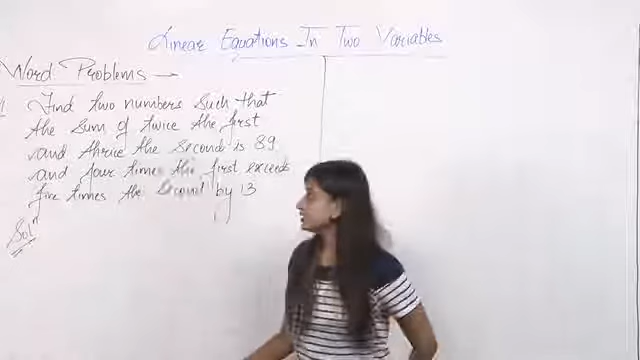 Linear Equations In Two Variables
Word Problems →
1 Find two numbers such that
the sum of twice the first
and thrice the second is 89
and four times the first exceeds
five times the second by 13
Solⁿ